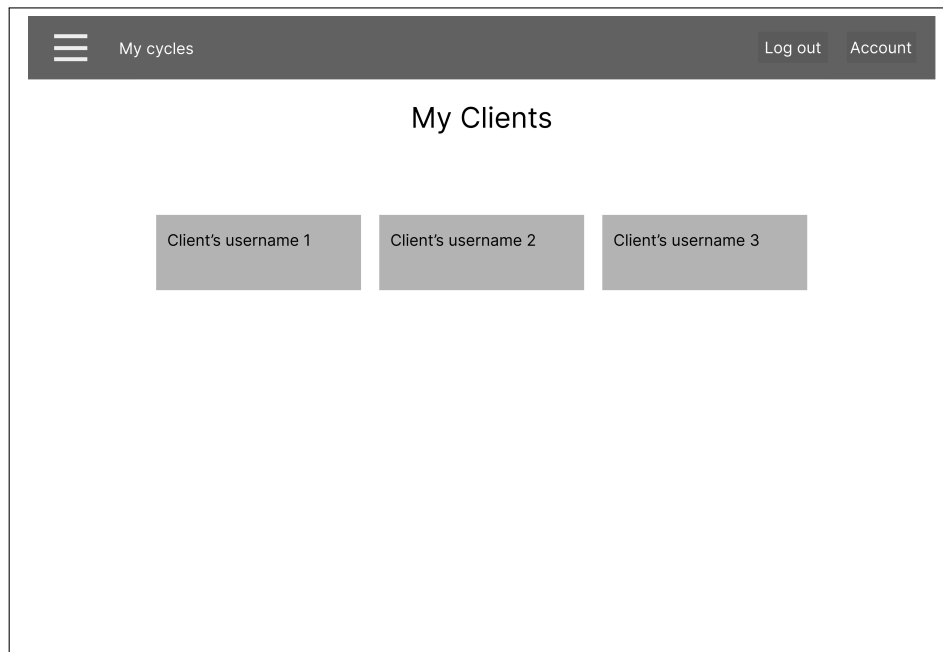 My cycles Log out Account
My Clients
Client’s username 1 Client’s username 2 Client’s username 3